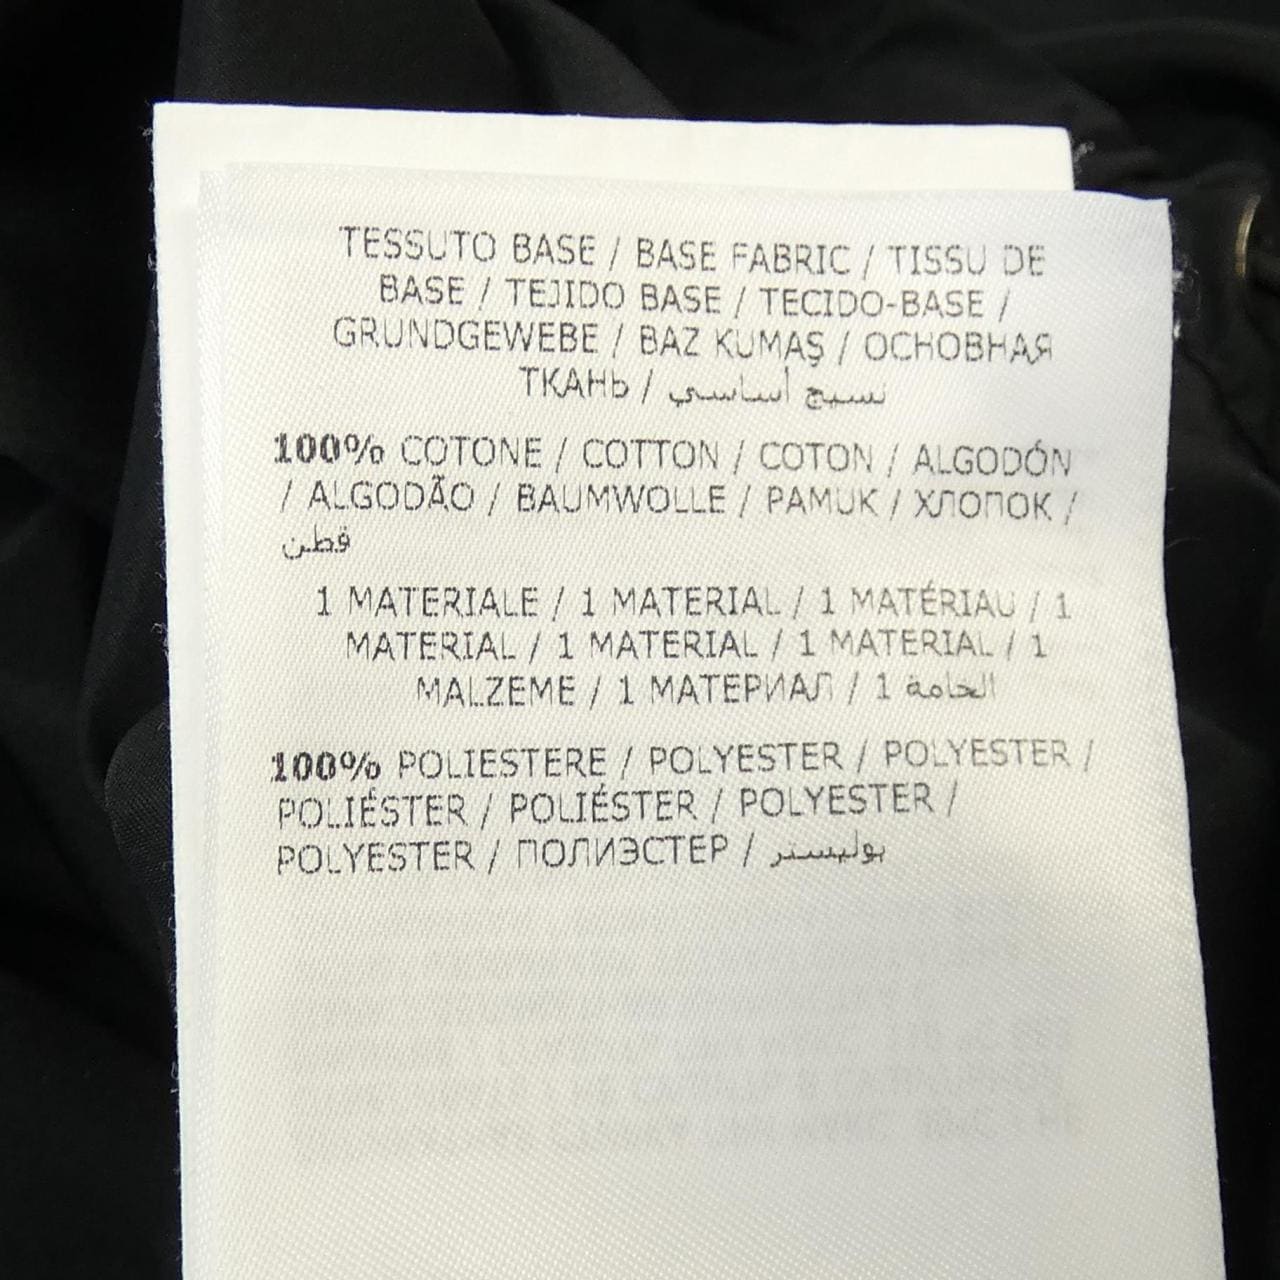 TESSUTO BASE / BASE FABRIC / TISSU DE
BASE / TEJIDO BASE / TECIDO-BASE /
GRUNDGEWEBE / BAZ KUMAŞ / ОСНОВНАЯ
ТКАНЬ / نسيج أساسي
100% COTONE / COTTON / COTON / ALGODÓN
/ ALGODÃO / BAUMWOLLE / PAMUK / ХЛОПОК /
قطن
1 MATERIALE / 1 MATERIAL / 1 MATÉRIAU / 1
MATERIAL / 1 MATERIAL / 1 MATERIAL / 1
MALZEME / 1 МАТЕРИАЛ / 1 الخامة
100% POLIESTERE / POLYESTER / POLYESTER /
POLIÉSTER / POLIÉSTER / POLYESTER /
POLYESTER / ПОЛИЭСТЕР / بوليستر